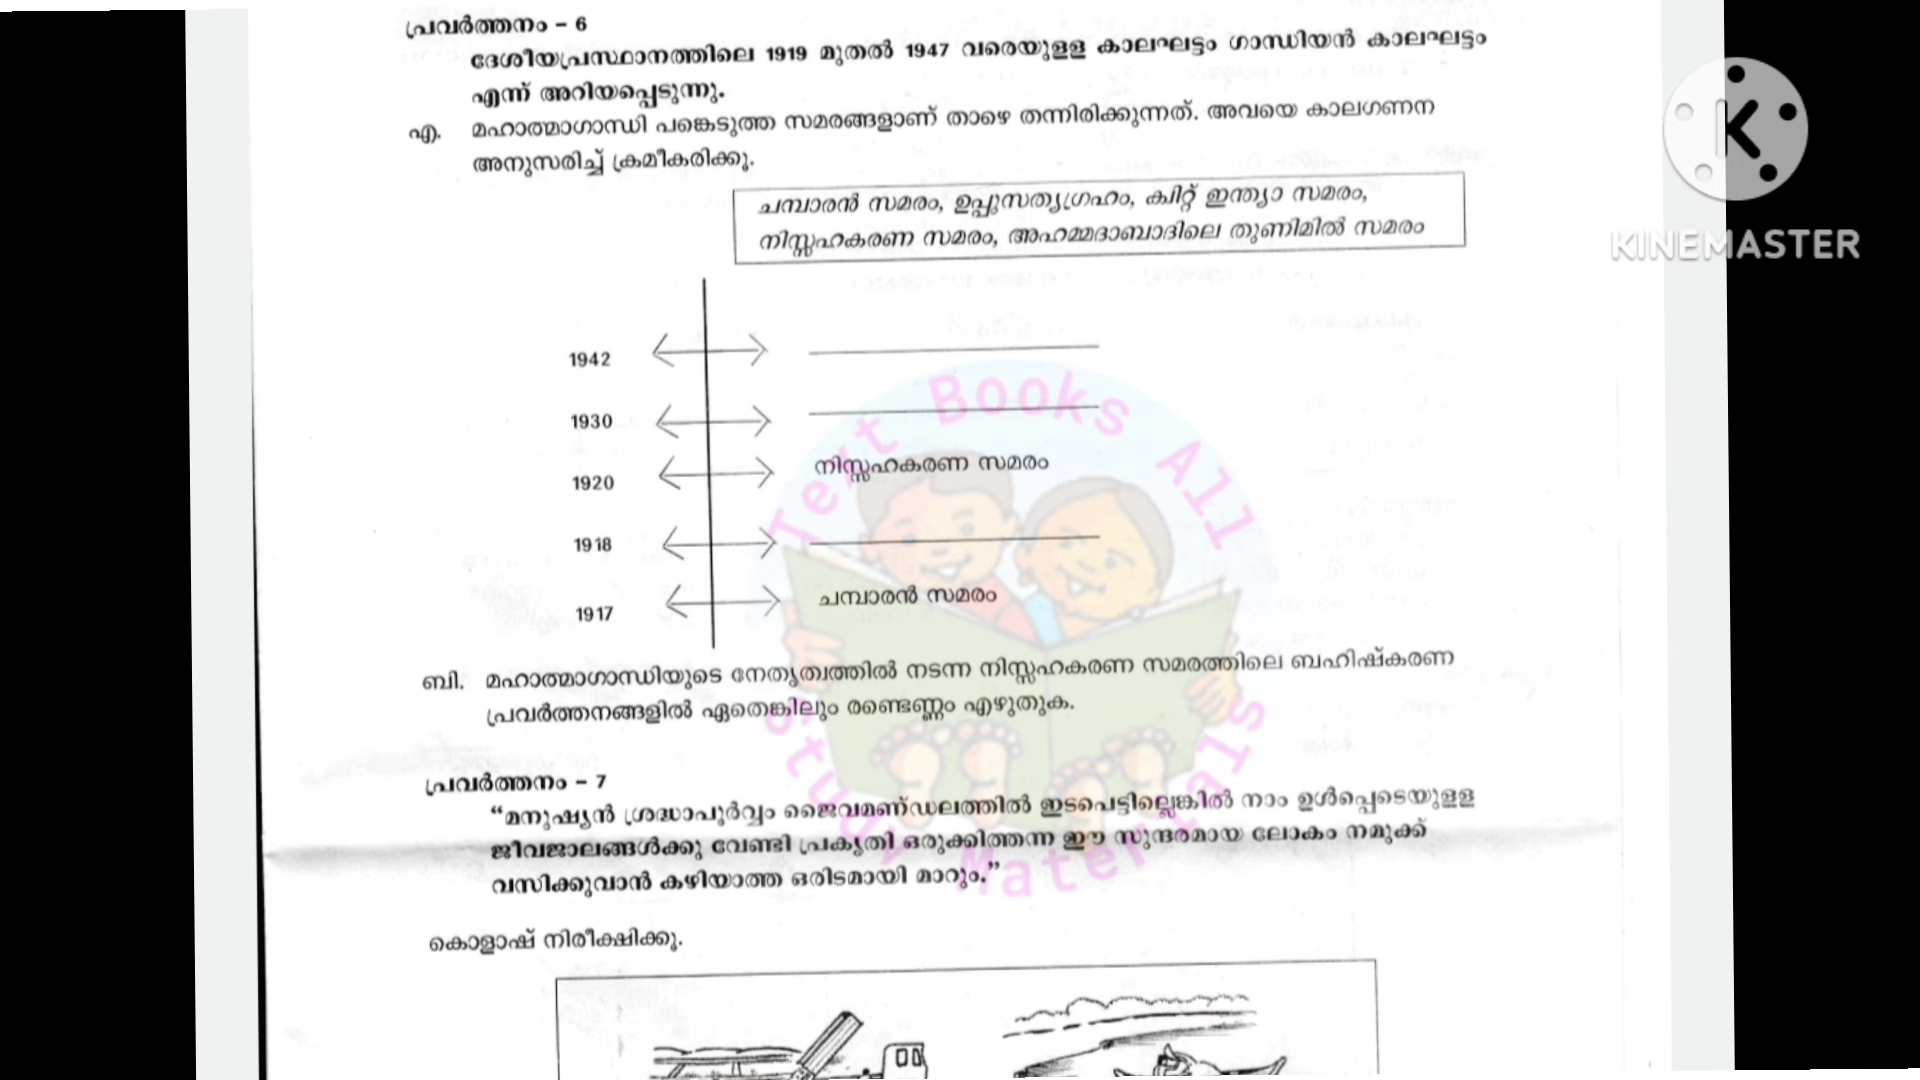 പ്രവർത്തനം – 6
ദേശീയപ്രസ്ഥാനത്തിലെ 1919 മുതൽ 1947 വരെയുളള കാലഘട്ടം ഗാന്ധിയൻ കാലഘട്ടം
എന്ന് അറിയപ്പെടുന്നു.
എ. മഹാത്മാഗാന്ധി പങ്കെടുത്ത സമരങ്ങളാണ് താഴെ തന്നിരിക്കുന്നത്. അവയെ കാലഗണന
അനുസരിച്ച് ക്രമീകരിക്കൂ.
ചമ്പാരൻ സമരം, ഉപ്പുസത്യഗ്രഹം, ക്വിറ്റ് ഇന്ത്യാ സമരം,
നിസ്സഹകരണ സമരം, അഹമ്മദാബാദിലെ തുണിമിൽ സമരം
1942
1930
1920 നിസ്സഹകരണ സമരം
1918
1917 ചമ്പാരൻ സമരം
ബി. മഹാത്മാഗാന്ധിയുടെ നേതൃത്വത്തിൽ നടന്ന നിസ്സഹകരണ സമരത്തിലെ ബഹിഷ്കരണ
പ്രവർത്തനങ്ങളിൽ ഏതെങ്കിലും രണ്ടെണ്ണം എഴുതുക.
പ്രവർത്തനം – 7
“മനുഷ്യൻ ശ്രദ്ധാപൂർവ്വം ജൈവമണ്ഡലത്തിൽ ഇടപെട്ടില്ലെങ്കിൽ നാം ഉൾപ്പെടെയുളള
ജീവജാലങ്ങൾക്കു വേണ്ടി പ്രകൃതി ഒരുക്കിത്തന്ന ഈ സുന്ദരമായ ലോകം നമുക്ക്
വസിക്കുവാൻ കഴിയാത്ത ഒരിടമായി മാറും.”
കൊളാഷ് നിരീക്ഷിക്കൂ.
Text Books All
Study Materials
K
KINEMASTER